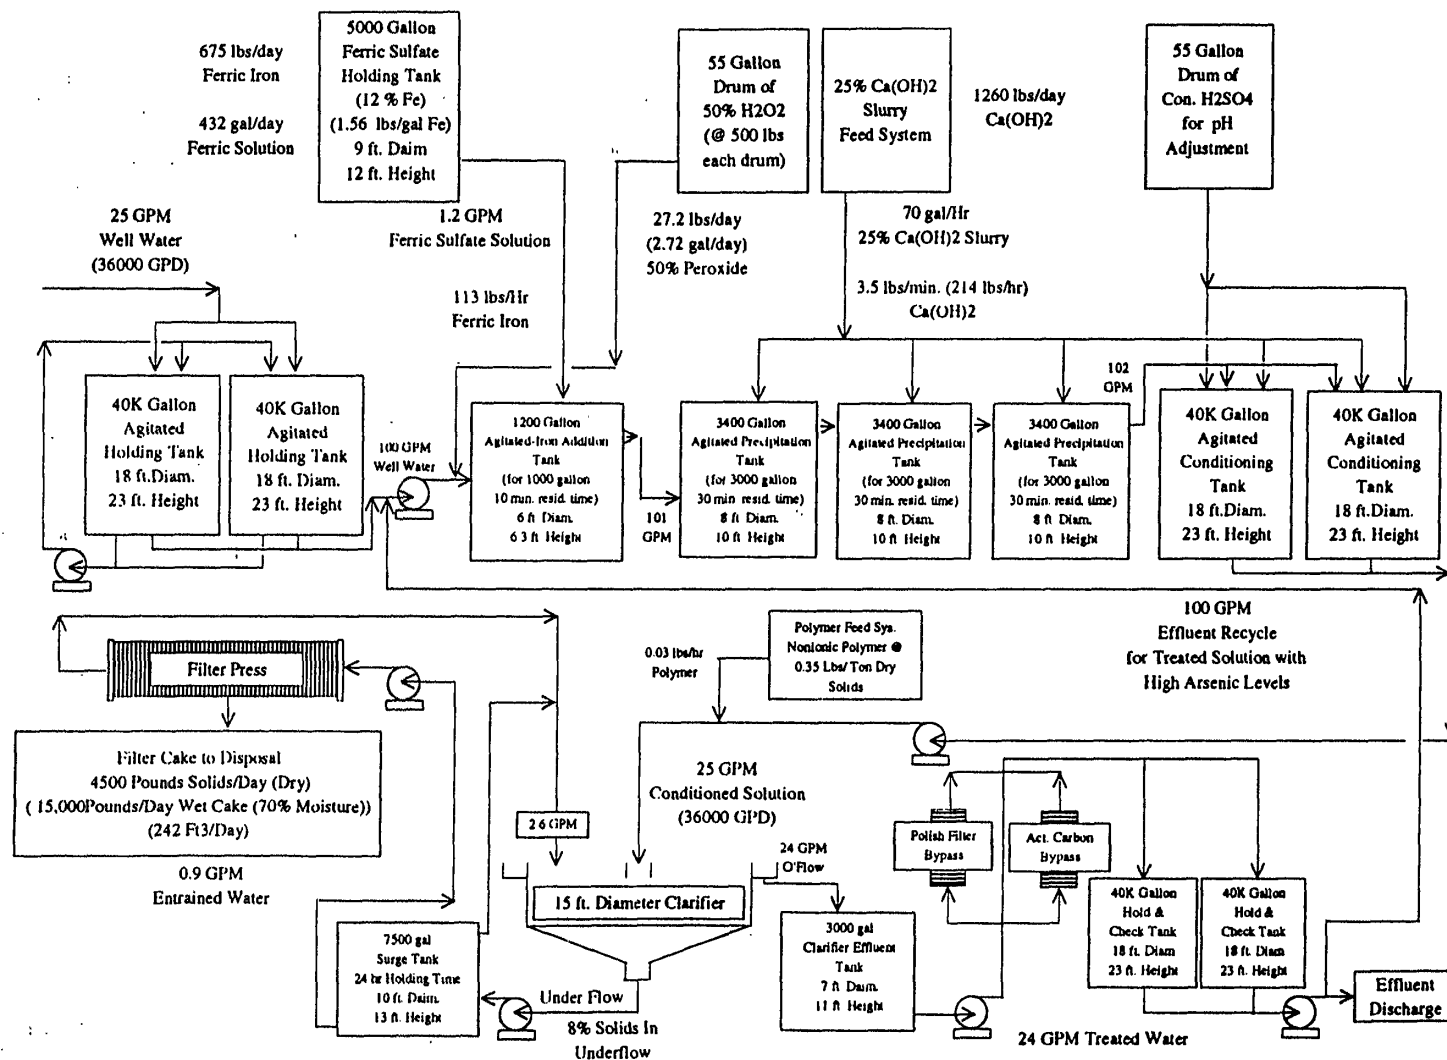 675 lbs/day
Ferric Iron
432 gal/day
Ferric Solution
5000 Gallon
Ferric Sulfate
Holding Tank
(12 % Fe)
(1.56 lbs/gal Fe)
9 ft. Daim
12 ft. Height
55 Gallon
Drum of
50% H2O2
(@ 500 lbs
each drum)
25% Ca(OH)2
Slurry
Feed System
1260 lbs/day
Ca(OH)2
55 Gallon
Drum of
Con. H2SO4
for pH
Adjustment
25 GPM
Well Water
(36000 GPD)
1.2 GPM
Ferric Sulfate Solution
27.2 lbs/day
(2.72 gal/day)
50% Peroxide
70 gal/Hr
25% Ca(OH)2 Slurry
113 lbs/Hr
Ferric Iron
3.5 lbs/min. (214 lbs/hr)
Ca(OH)2
40K Gallon
Agitated
Holding Tank
18 ft.Diam.
23 ft. Height
40K Gallon
Agitated
Holding Tank
18 ft. Diam.
23 ft. Height
100 GPM
Well Water
1200 Gallon
Agitated-Iron Addition
Tank
(for 1000 gallon
10 min. resid. time)
6 ft. Diam.
6.3 ft. Height
101
GPM
3400 Gallon
Agitated Precipitation
Tank
(for 3000 gallon
30 min. resid. time)
8 ft Diam.
10 ft. Height
3400 Gallon
Agitated Precipitation
Tank
(for 3000 gallon
30 min. resid. time)
8 ft. Diam.
10 ft. Height
3400 Gallon
Agitated Precipitation
Tank
(for 3000 gallon
30 min. resid. time)
8 ft. Diam.
10 ft. Height
102
GPM
40K Gallon
Agitated
Conditioning
Tank
18 ft.Diam.
23 ft. Height
40K Gallon
Agitated
Conditioning
Tank
18 ft.Diam.
23 ft. Height
100 GPM
Effluent Recycle
for Treated Solution with
High Arsenic Levels
Filter Press
0.03 lbs/hr
Polymer
Polymer Feed Sys.
Nonionic Polymer @
0.35 Lbs/ Ton Dry
Solids
Filter Cake to Disposal
4500 Pounds Solids/Day (Dry)
( 15,000Pounds/Day Wet Cake (70% Moisture))
(242 Ft3/Day)
0.9 GPM
Entrained Water
25 GPM
Conditioned Solution
(36000 GPD)
2.6 GPM
24 GPM
O'Flow
15 ft. Diameter Clarifier
Polish Filter
Bypass
Act. Carbon
Bypass
7500 gal
Surge Tank
24 hr Holding Time
10 ft. Daim.
13 ft. Height
Under Flow
8% Solids In
Underflow
3000 gal
Clarifier Effluent
Tank
7 ft. Daim.
11 ft. Height
40K Gallon
Hold &
Check Tank
18 ft. Diam
23 ft. Height
40K Gallon
Hold &
Check Tank
18 ft. Diam
23 ft. Height
Effluent
Discharge
24 GPM Treated Water